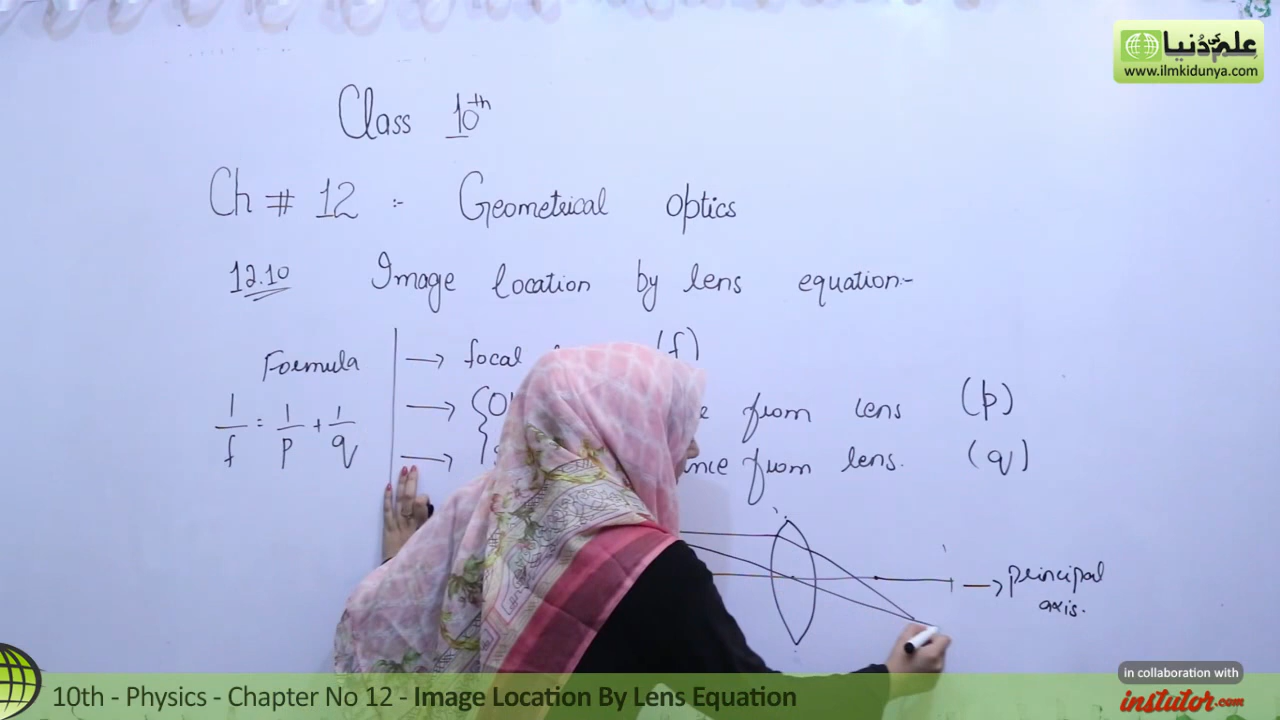 علم کی دُنیا
www.ilmkidunya.com
Class 10th
Ch # 12 :- Geometrical optics
12.10 Image location by lens equation:-
Formula
1/f = 1/p + 1/q
→ focal (f)
→ from lens (p)
→ from lens. (q)
→ principal
axis.
in collaboration with
instutor.com
10th - Physics - Chapter No 12 - Image Location By Lens Equation